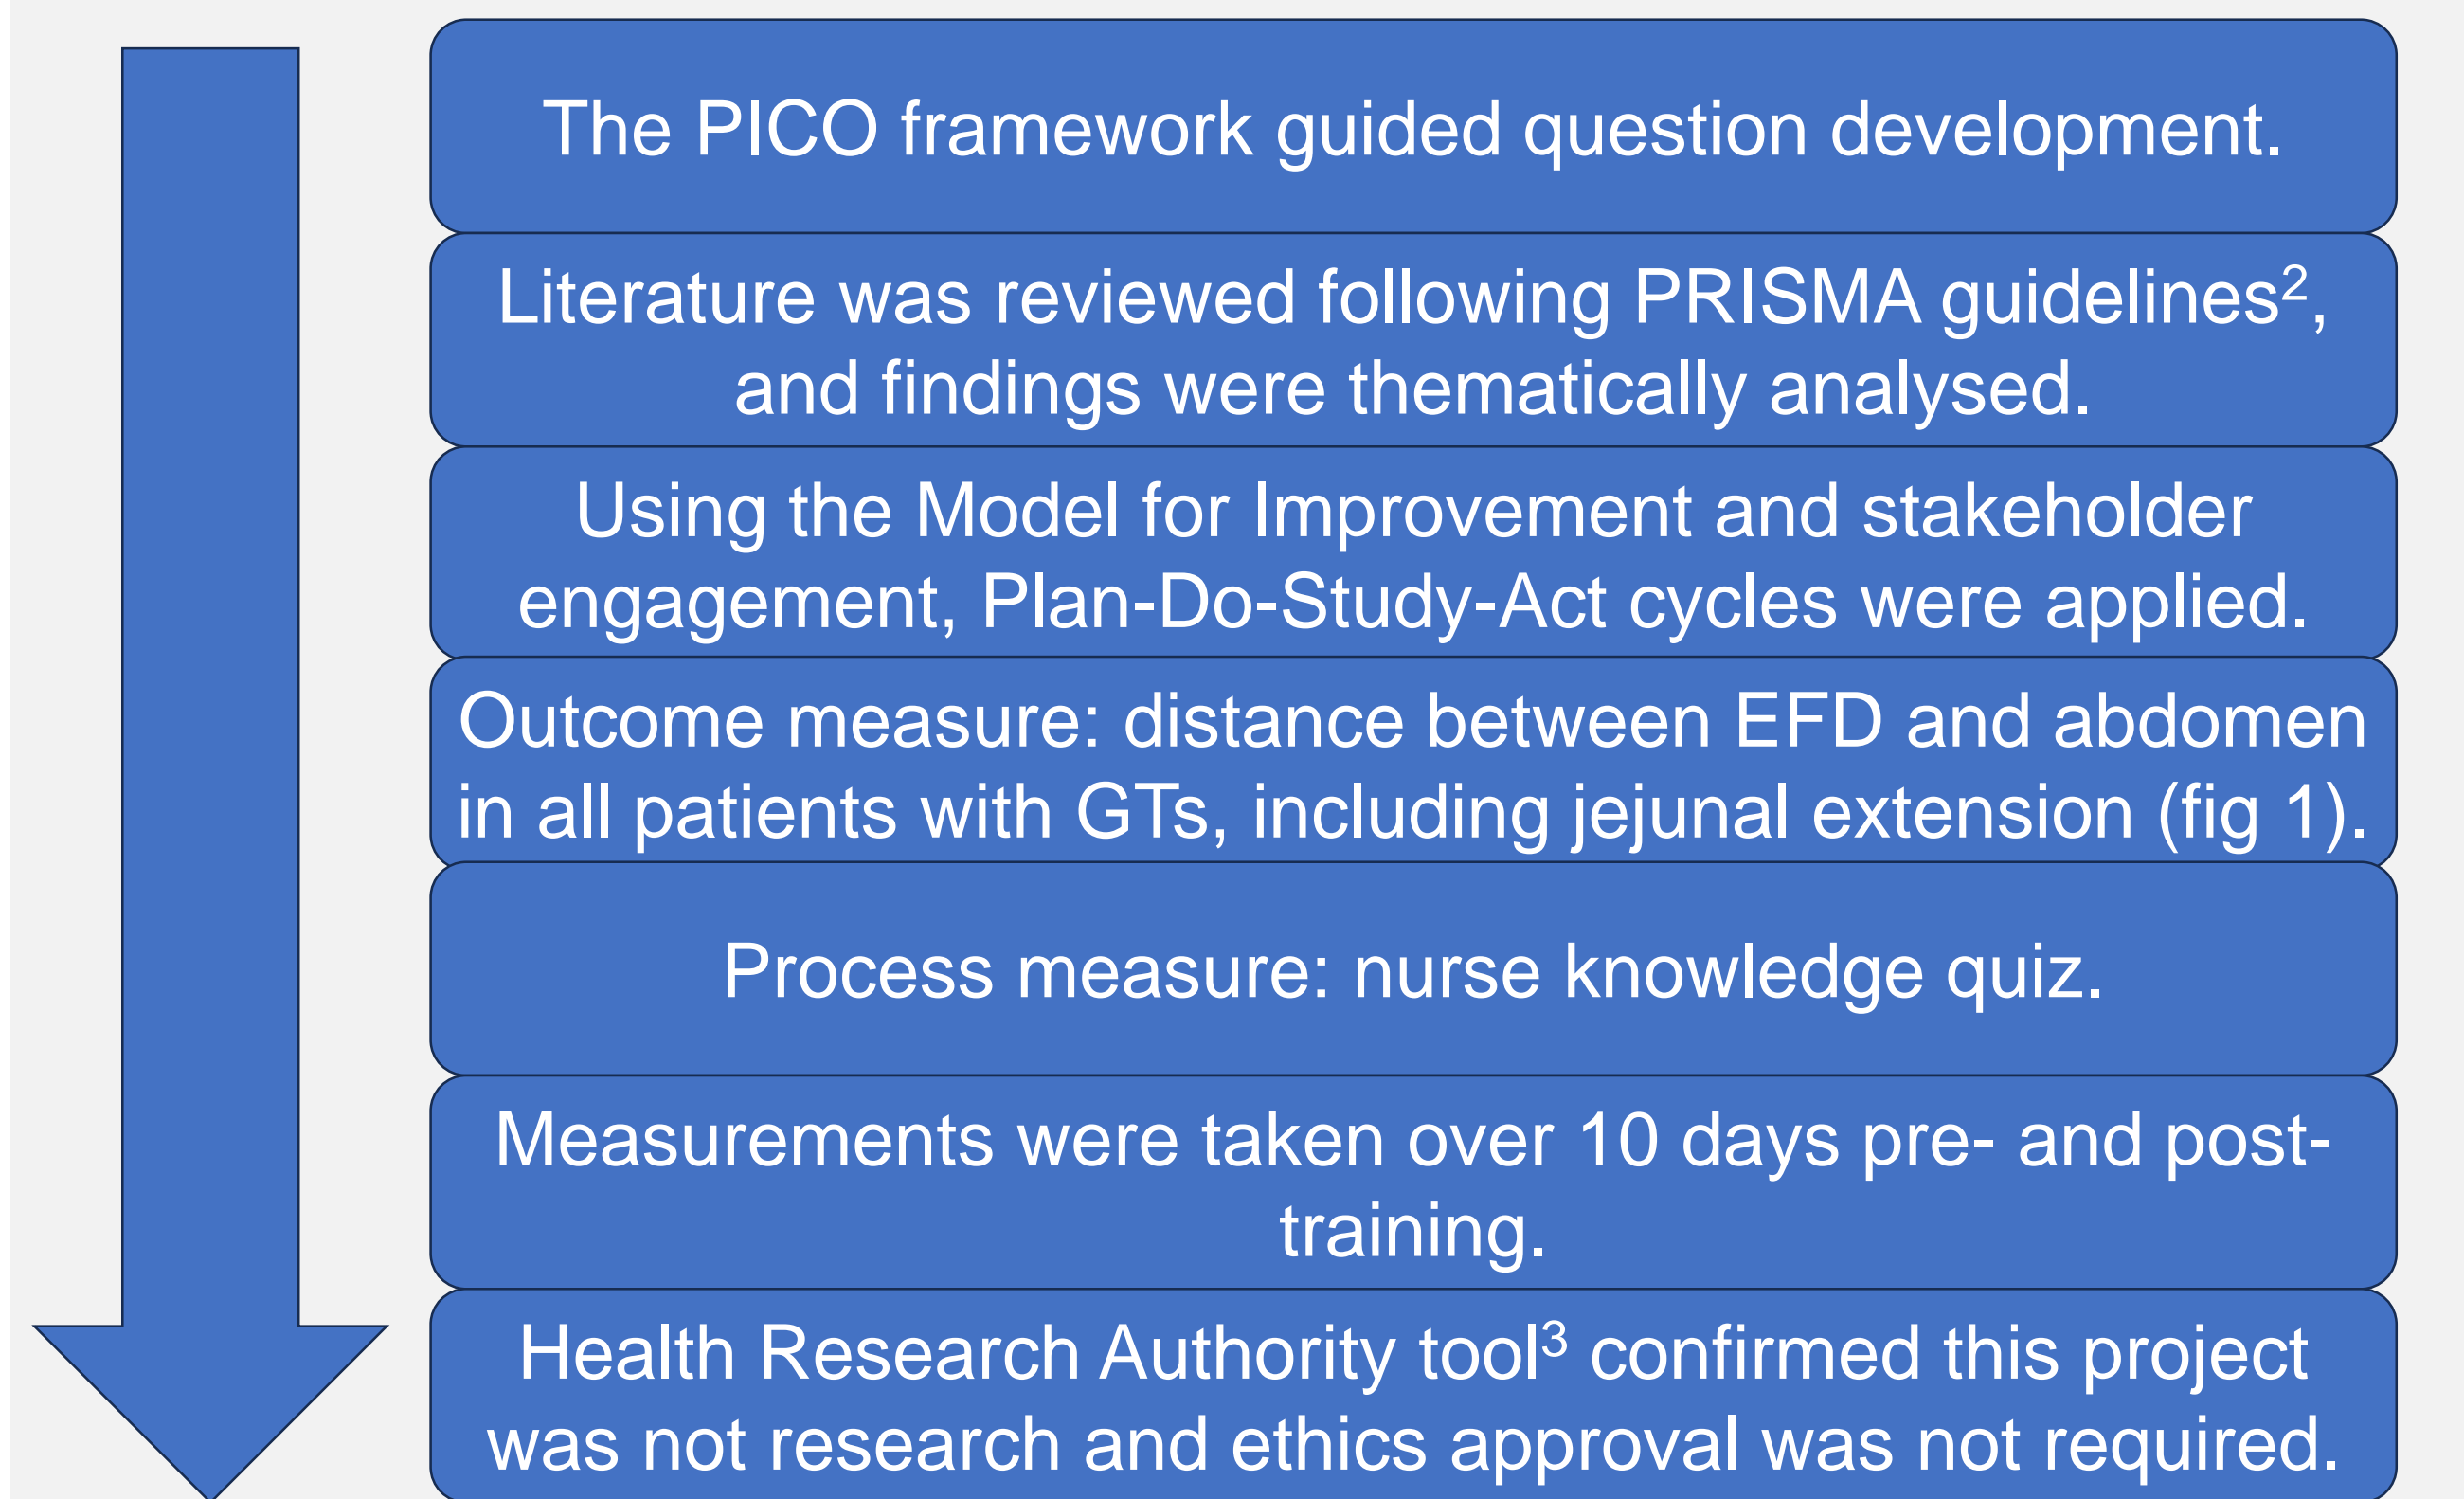 The PICO framework guided question development.
Literature was reviewed following PRISMA guidelines²,
and findings were thematically analysed.
Using the Model for Improvement and stakeholder
engagement, Plan-Do-Study-Act cycles were applied.
Outcome measure: distance between EFD and abdomen
in all patients with GTs, including jejunal extension (fig 1).
Process measure: nurse knowledge quiz.
Measurements were taken over 10 days pre- and post-
training.
Health Research Authority tool³ confirmed this project
was not research and ethics approval was not required.